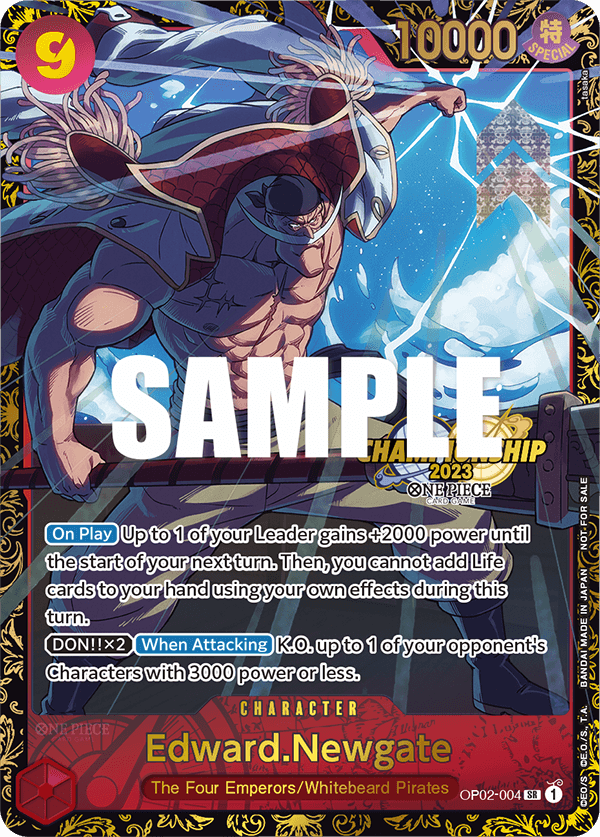 9
10000
特
SPECIAL
Tasaka
SAMPLE
CHAMPIONSHIP
2023
ONE PIECE
CARD GAME
On Play Up to 1 of your Leader gains +2000 power until
the start of your next turn. Then, you cannot add Life
cards to your hand using your own effects during this
turn.
DON!!×2 When Attacking K.O. up to 1 of your opponent's
Characters with 3000 power or less.
©EO/S ©E.O./S., T.A. BANDAI MADE IN JAPAN NOT FOR SALE
ONE PIECE
CHARACTER
Edward.Newgate
The Four Emperors/Whitebeard Pirates
OP02-004 SR 1